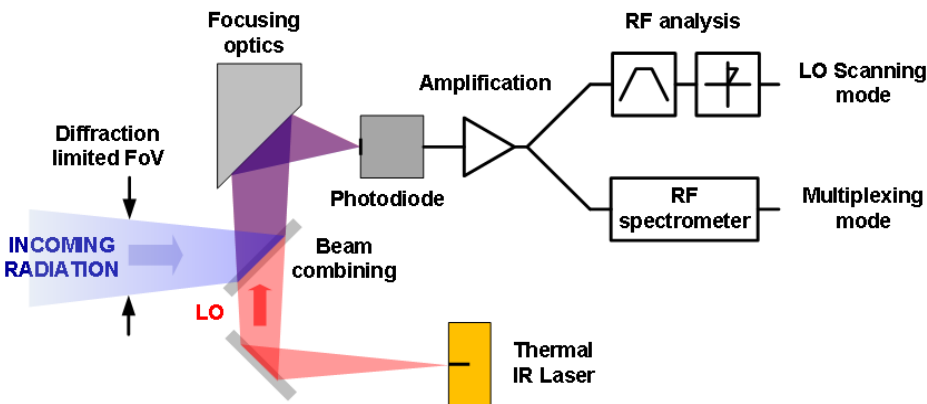 Focusing
optics
RF analysis
Amplification
LO Scanning
mode
Diffraction
limited FoV
Photodiode
RF
spectrometer
Multiplexing
mode
INCOMING
RADIATION
Beam
combining
LO
Thermal
IR Laser